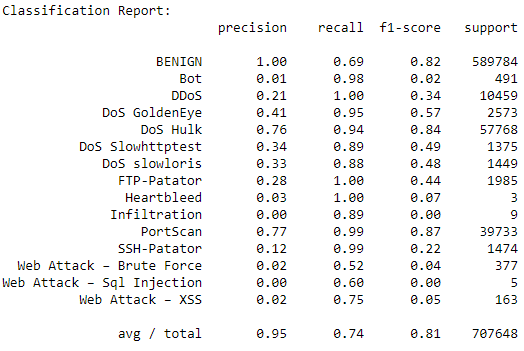 Classification Report:
precision recall f1-score support
BENIGN 1.00 0.69 0.82 589784
Bot 0.01 0.98 0.02 491
DDoS 0.21 1.00 0.34 10459
DoS GoldenEye 0.41 0.95 0.57 2573
DoS Hulk 0.76 0.94 0.84 57768
DoS Slowhttptest 0.34 0.89 0.49 1375
DoS slowloris 0.33 0.88 0.48 1449
FTP-Patator 0.28 1.00 0.44 1985
Heartbleed 0.03 1.00 0.07 3
Infiltration 0.00 0.89 0.00 9
PortScan 0.77 0.99 0.87 39733
SSH-Patator 0.12 0.99 0.22 1474
Web Attack – Brute Force 0.02 0.52 0.04 377
Web Attack – Sql Injection 0.00 0.60 0.00 5
Web Attack – XSS 0.02 0.75 0.05 163
avg / total 0.95 0.74 0.81 707648